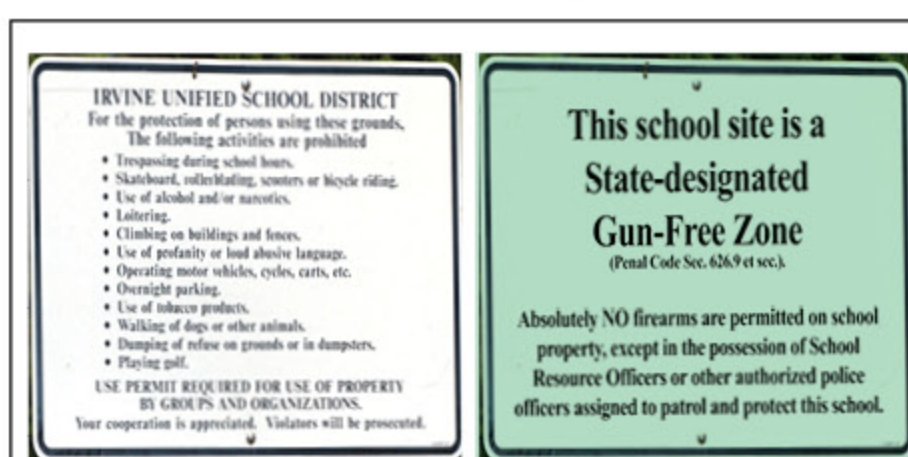 IRVINE UNIFIED SCHOOL DISTRICT
For the protection of persons using these grounds,
The following activities are prohibited
• Trespassing during school hours.
• Skateboard, rollerblading, scooters or bicycle riding.
• Use of alcohol and/or narcotics.
• Loitering.
• Climbing on buildings and fences.
• Use of profanity or loud abusive language.
• Operating motor vehicles, cycles, carts, etc.
• Overnight parking.
• Use of tobacco products.
• Walking of dogs or other animals.
• Dumping of refuse on grounds or in dumpsters.
• Playing golf.
USE PERMIT REQUIRED FOR USE OF PROPERTY
BY GROUPS AND ORGANIZATIONS.
Your cooperation is appreciated. Violators will be prosecuted.
This school site is a
State-designated
Gun-Free Zone
(Penal Code Sec. 626.9 et sec.).
Absolutely NO firearms are permitted on school
property, except in the possession of School
Resource Officers or other authorized police
officers assigned to patrol and protect this school.